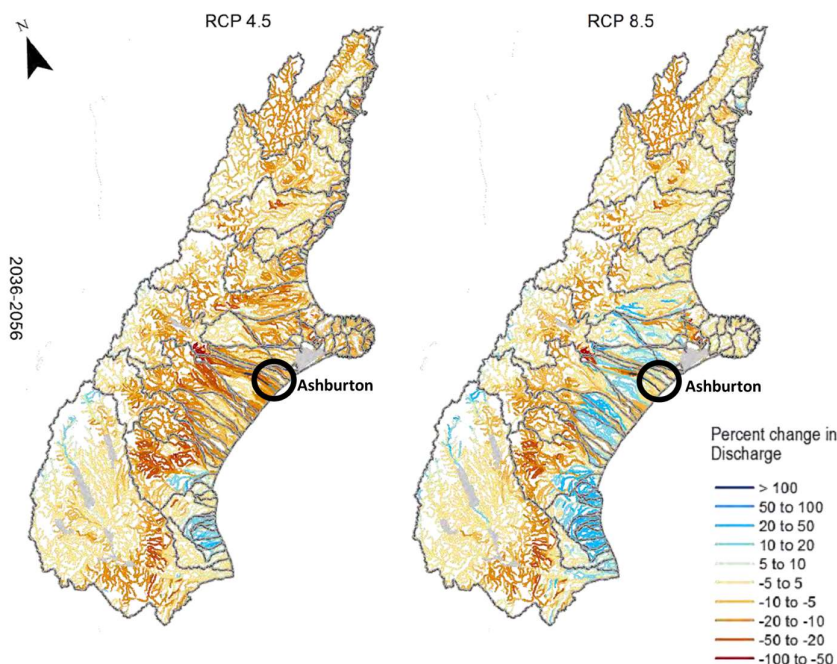 RCP 4.5
RCP 8.5
N
2036-2056
Ashburton
Ashburton
Percent change in
Discharge
> 100
50 to 100
20 to 50
10 to 20
5 to 10
-5 to 5
-10 to -5
-20 to -10
-50 to -20
-100 to -50